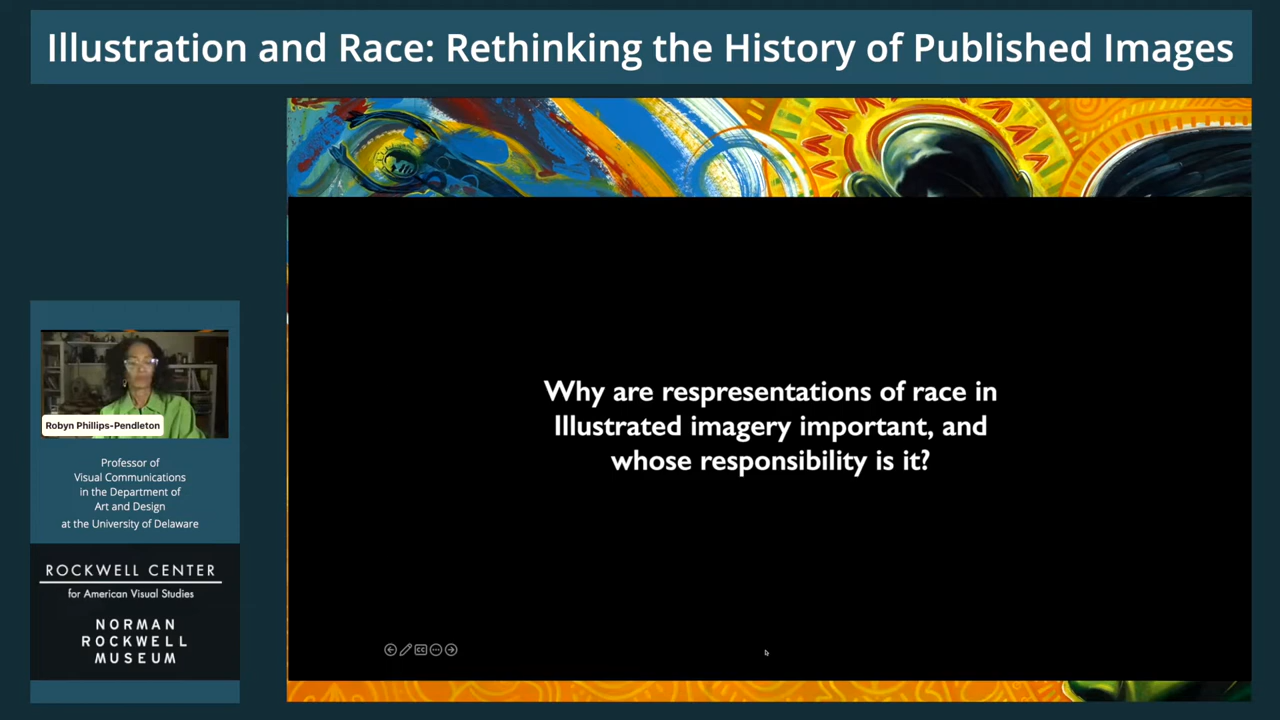 Illustration and Race: Rethinking the History of Published Images
Why are respresentations of race in
Illustrated imagery important, and
whose responsibility is it?
Robyn Phillips-Pendleton
Professor of
Visual Communications
in the Department of
Art and Design
at the University of Delaware
ROCKWELL CENTER
for American Visual Studies
NORMAN
ROCKWELL
MUSEUM
CC